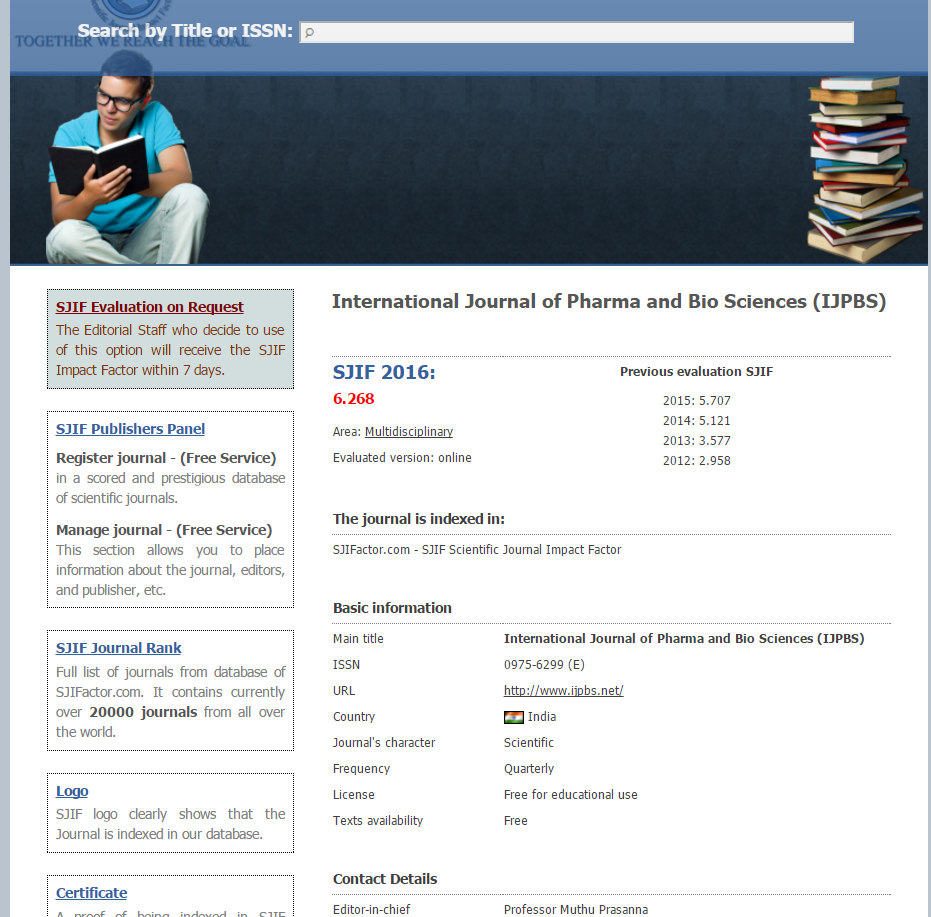 Search by Title or ISSN:
TOGETHER WE REACH THE GOAL
SJIF Evaluation on Request
The Editorial Staff who decide to use
of this option will receive the SJIF
Impact Factor within 7 days.
SJIF Publishers Panel
Register journal - (Free Service)
in a scored and prestigious database
of scientific journals.
Manage journal - (Free Service)
This section allows you to place
information about the journal, editors,
and publisher, etc.
SJIF Journal Rank
Full list of journals from database of
SJIFactor.com. It contains currently
over 20000 journals from all over
the world.
Logo
SJIF logo clearly shows that the
Journal is indexed in our database.
Certificate
A proof of being indexed in SJIF
International Journal of Pharma and Bio Sciences (IJPBS)
SJIF 2016:
6.268
Area: Multidisciplinary
Evaluated version: online
Previous evaluation SJIF
2015: 5.707
2014: 5.121
2013: 3.577
2012: 2.958
The journal is indexed in:
SJIFactor.com - SJIF Scientific Journal Impact Factor
Basic information
Main title International Journal of Pharma and Bio Sciences (IJPBS)
ISSN 0975-6299 (E)
URL http://www.ijpbs.net/
Country India
Journal's character Scientific
Frequency Quarterly
License Free for educational use
Texts availability Free
Contact Details
Editor-in-chief Professor Muthu Prasanna